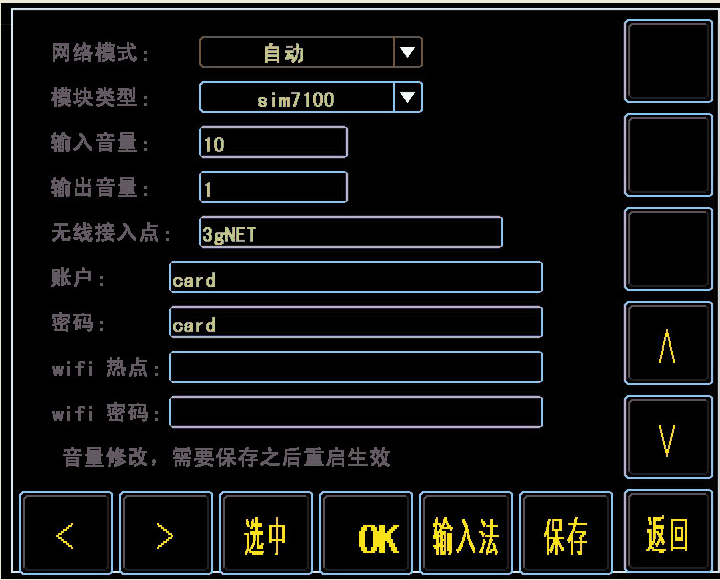 网络模式: 自动
模块类型: sim7100
输入音量: 10
输出音量: 1
无线接入点: 3gNET
账户: card
密码: card
wifi 热点:
wifi 密码:
音量修改，需要保存之后重启生效
∧
∨
< > 选中 OK 输入法 保存 返回